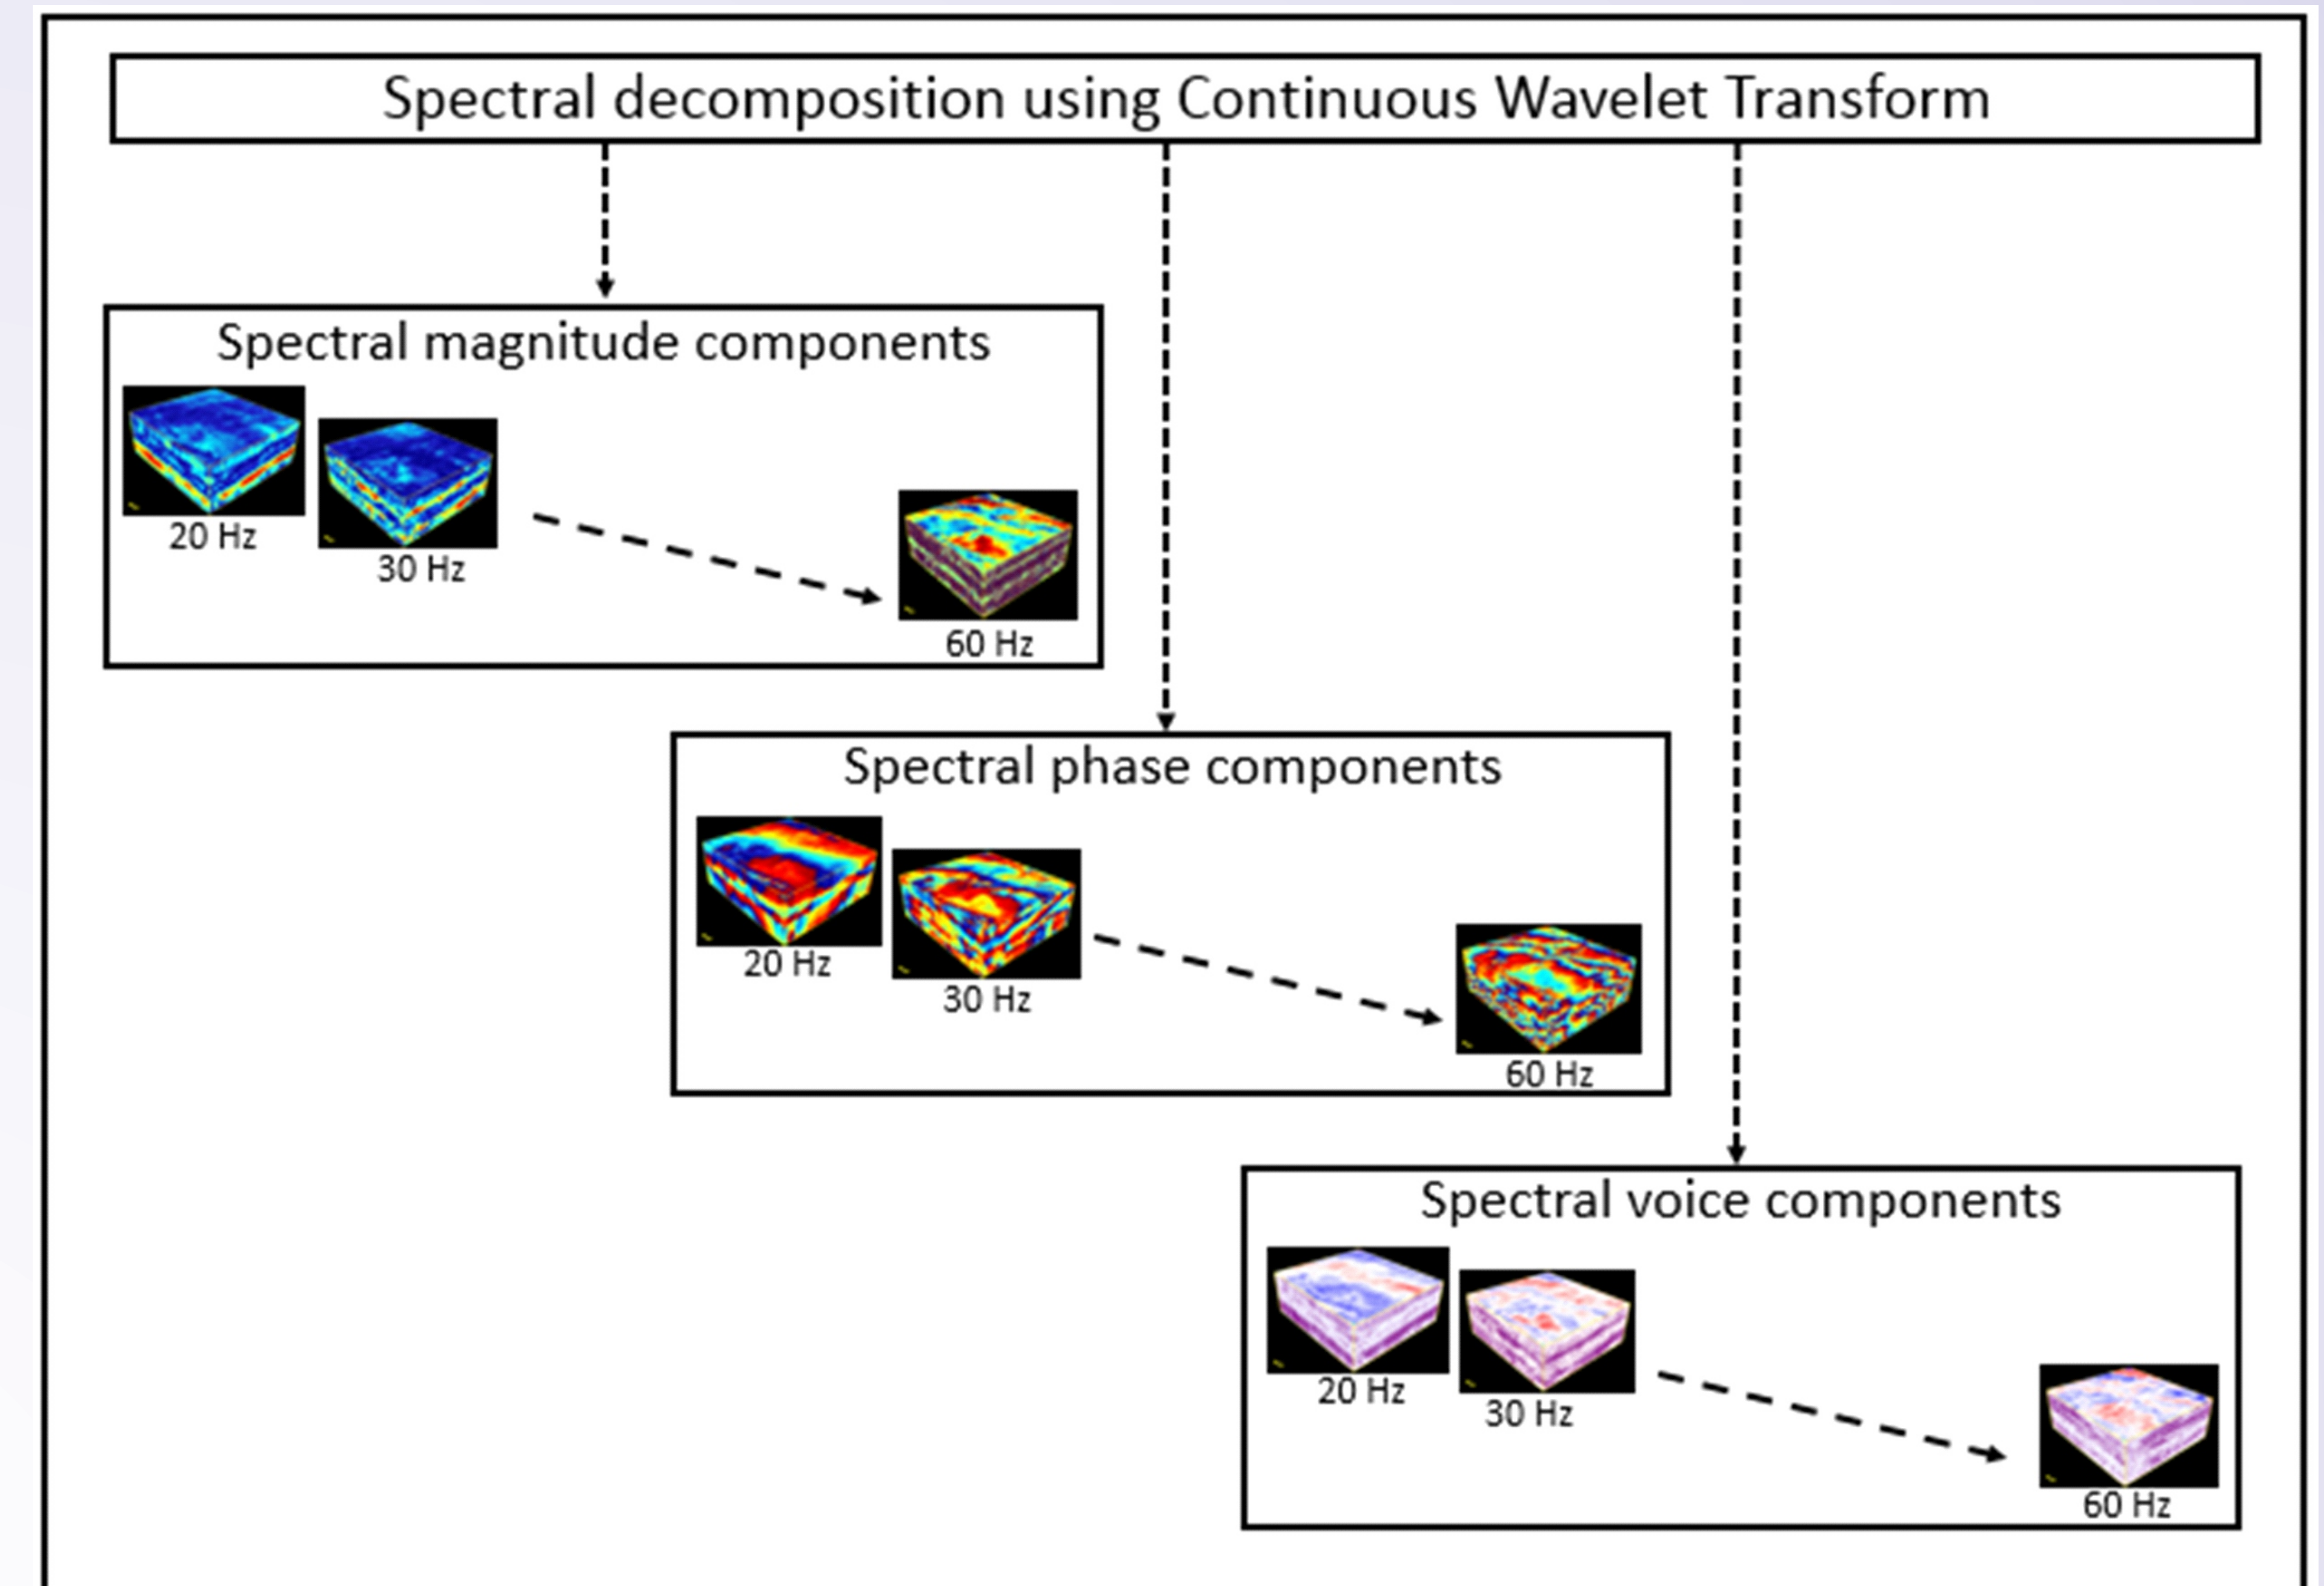 Spectral decomposition using Continuous Wavelet Transform
Spectral magnitude components
20 Hz
30 Hz
60 Hz
Spectral phase components
20 Hz
30 Hz
60 Hz
Spectral voice components
20 Hz
30 Hz
60 Hz